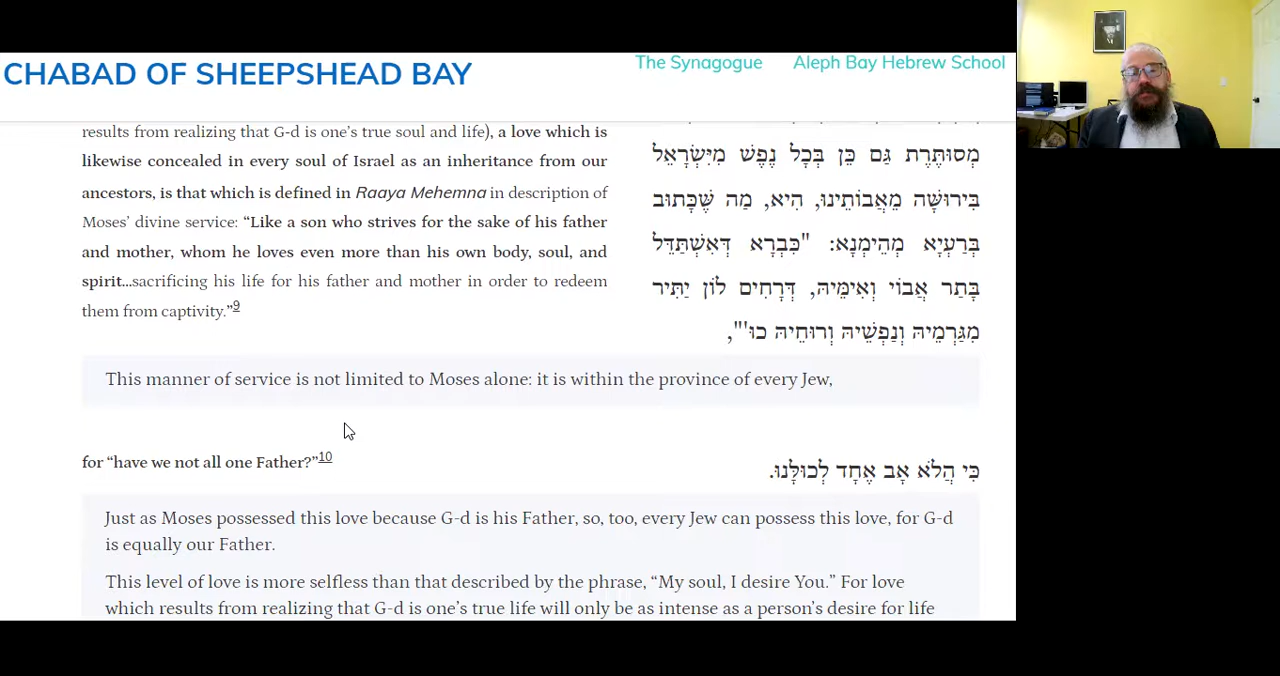 CHABAD OF SHEEPSHEAD BAY
The Synagogue Aleph Bay Hebrew School
results from realizing that G-d is one's true soul and life), a love which is
likewise concealed in every soul of Israel as an inheritance from our
ancestors, is that which is defined in Raaya Mehemna in description of
Moses' divine service: “Like a son who strives for the sake of his father
and mother, whom he loves even more than his own body, soul, and
spirit...sacrificing his life for his father and mother in order to redeem
them from captivity.”9
מְסוּתֶּרֶת גַּם כֵּן בְּכָל נֶפֶשׁ מִיִּשְׂרָאֵל
בִּירוּשָּׁה מֵאֲבוֹתֵינוּ, הִיא, מַה שֶּׁכָּתוּב
בְּרַעְיָא מְהֵימְנָא: "כִּבְרָא דְּאִשְׁתַּדֵּל
בָּתַר אֲבוֹי וְאִימֵּיהּ, דְּרָחִים לוֹן יַתִּיר
מִגַּרְמֵיהּ וְנַפְשֵׁיהּ וְרוּחֵיהּ כוּ'",
This manner of service is not limited to Moses alone: it is within the province of every Jew,
for “have we not all one Father?”10
כִּי הֲלֹא אָב אֶחָד לְכוּלָּנוּ.
Just as Moses possessed this love because G-d is his Father, so, too, every Jew can possess this love, for G-d
is equally our Father.
This level of love is more selfless than that described by the phrase, “My soul, I desire You.” For love
which results from realizing that G-d is one's true life will only be as intense as a person's desire for life